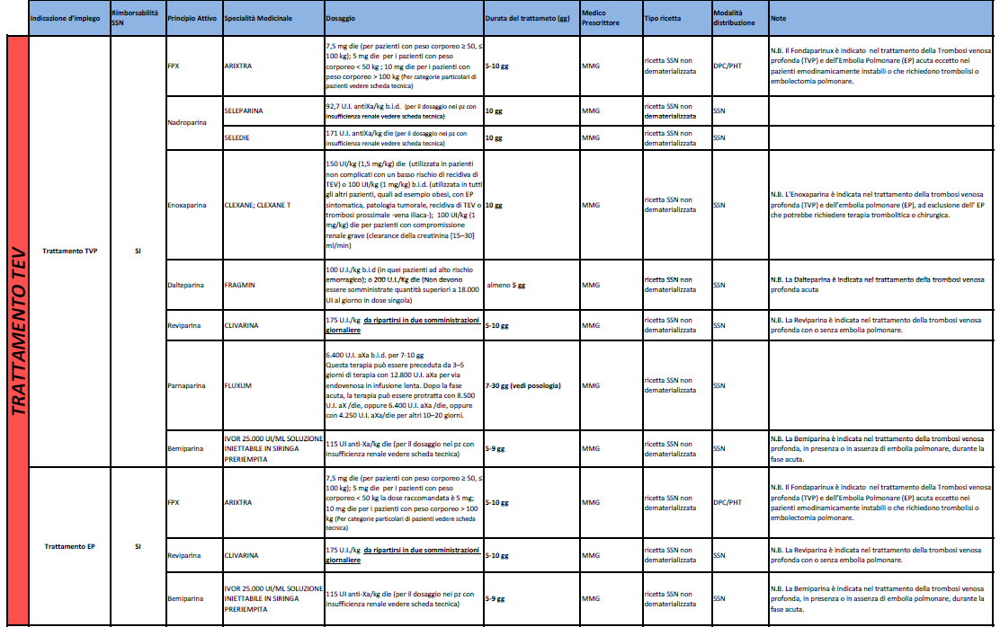 Indicazione d'impiego
Rimborsabilità
SSN
Principio Attivo
Specialità Medicinale
Dosaggio
Durata del trattameto (gg)
Medico
Prescrittore
Tipo ricetta
Modalità
distribuzione
Note
TRATTAMENTO TEV
Trattamento TVP
SI
FPX
ARIXTRA
7,5 mg die (per pazienti con peso corporeo ≥ 50, ≤
100 kg); 5 mg die per i pazienti con peso
corporeo < 50 kg ; 10 mg die per i pazienti con
peso corporeo > 100 kg (Per categorie particolari di
pazienti vedere scheda tecnica)
5-10 gg
MMG
ricetta SSN non
dematerializzata
DPC/PHT
N.B. Il Fondaparinux è indicato nel trattamento della Trombosi venosa
profonda (TVP) e dell'Embolia Polmonare (EP) acuta eccetto nei
pazienti emodinamicamente instabili o che richiedono trombolisi o
embolectomia polmonare.
Nadroparina
SELEPARINA
92,7 U.I. antiXa/kg b.i.d. (per il dosaggio nei pz con
insufficienza renale vedere scheda tecnica)
10 gg
MMG
ricetta SSN non
dematerializzata
SSN
SELEDIE
171 U.I. antiXa/kg die (per il dosaggio nei pz con
insufficienza renale vedere scheda tecnica)
10 gg
MMG
ricetta SSN non
dematerializzata
SSN
Enoxaparina
CLEXANE; CLEXANE T
150 UI/kg (1,5 mg/kg) die (utilizzata in pazienti
non complicati con un basso rischio di recidiva di
TEV) o 100 UI/kg (1 mg/kg) b.i.d. (utilizzata in tutti
gli altri pazienti, quali ad esempio obesi, con EP
sintomatica, patologia tumorale, recidiva di TEV o
trombosi prossimale -vena iliaca-); 100 UI/kg (1
mg/kg) die per pazienti con compromissione
renale grave (clearance della creatinina [15–30]
ml/min)
10 gg
MMG
ricetta SSN non
dematerializzata
SSN
N.B. L'Enoxaparina è indicata nel trattamento della trombosi venosa
profonda (TVP) e dell'embolia polmonare (EP), ad esclusione dell' EP
che potrebbe richiedere terapia trombolitica o chirurgica.
Dalteparina
FRAGMIN
100 U.I./kg b.i.d (in quei pazienti ad alto rischio
emorragico); o 200 U.I./Kg die (Non devono
essere somministrate quantità superiori a 18.000
UI al giorno in dose singola)
almeno 5 gg
MMG
ricetta SSN non
dematerializzata
SSN
N.B. La Dalteparina è indicata nel trattamento della trombosi venosa
profonda acuta
Reviparina
CLIVARINA
175 U.I./kg da ripartirsi in due somministrazioni
giornaliere
5-10 gg
MMG
ricetta SSN non
dematerializzata
SSN
N.B. La Reviparina è indicata nel trattamento della trombosi venosa
profonda con o senza embolia polmonare.
Parnaparina
FLUXUM
6.400 U.I. aXa b.i.d. per 7-10 gg
Questa terapia può essere preceduta da 3–5
giorni di terapia con 12.800 U.I. aXa per via
endovenosa in infusione lenta. Dopo la fase
acuta, la terapia può essere protratta con 8.500
U.I. aX /die, oppure 6.400 U.I. aXa /die, oppure
con 4.250 U.I. aXa/die per altri 10–20 giorni.
7-30 gg (vedi posologia)
MMG
ricetta SSN non
dematerializzata
SSN
Bemiparina
IVOR 25.000 UI/ML SOLUZIONE
INIETTABILE IN SIRINGA
PRERIEMPITA
115 UI anti-Xa/kg die (per il dosaggio nei pz con
insufficienza renale vedere scheda tecnica)
5-9 gg
MMG
ricetta SSN non
dematerializzata
SSN
N.B. La Bemiparina è indicata nel trattamento della trombosi venosa
profonda, in presenza o in assenza di embolia polmonare, durante la
fase acuta.
Trattamento EP
SI
FPX
ARIXTRA
7,5 mg die (per pazienti con peso corporeo ≥ 50, ≤
100 kg); 5 mg die per i pazienti con peso
corporeo < 50 kg la dose raccomandata è 5 mg;
10 mg die per i pazienti con peso corporeo > 100
kg (Per categorie particolari di pazienti vedere scheda
tecnica)
5-10 gg
MMG
ricetta SSN non
dematerializzata
DPC/PHT
N.B. Il Fondaparinux è indicato nel trattamento della Trombosi venosa
profonda (TVP) e dell'Embolia Polmonare (EP) acuta eccetto nei
pazienti emodinamicamente instabili o che richiedono trombolisi o
embolectomia polmonare.
Reviparina
CLIVARINA
175 U.I./kg da ripartirsi in due somministrazioni
giornaliere
5-10 gg
MMG
ricetta SSN non
dematerializzata
SSN
N.B. La Reviparina è indicata nel trattamento della trombosi venosa
profonda con o senza embolia polmonare.
Bemiparina
IVOR 25.000 UI/ML SOLUZIONE
INIETTABILE IN SIRINGA
PRERIEMPITA
115 UI anti-Xa/kg die (per il dosaggio nei pz con
insufficienza renale vedere scheda tecnica)
5-9 gg
MMG
ricetta SSN non
dematerializzata
SSN
N.B. La Bemiparina è indicata nel trattamento della trombosi venosa
profonda, in presenza o in assenza di embolia polmonare, durante la
fase acuta.